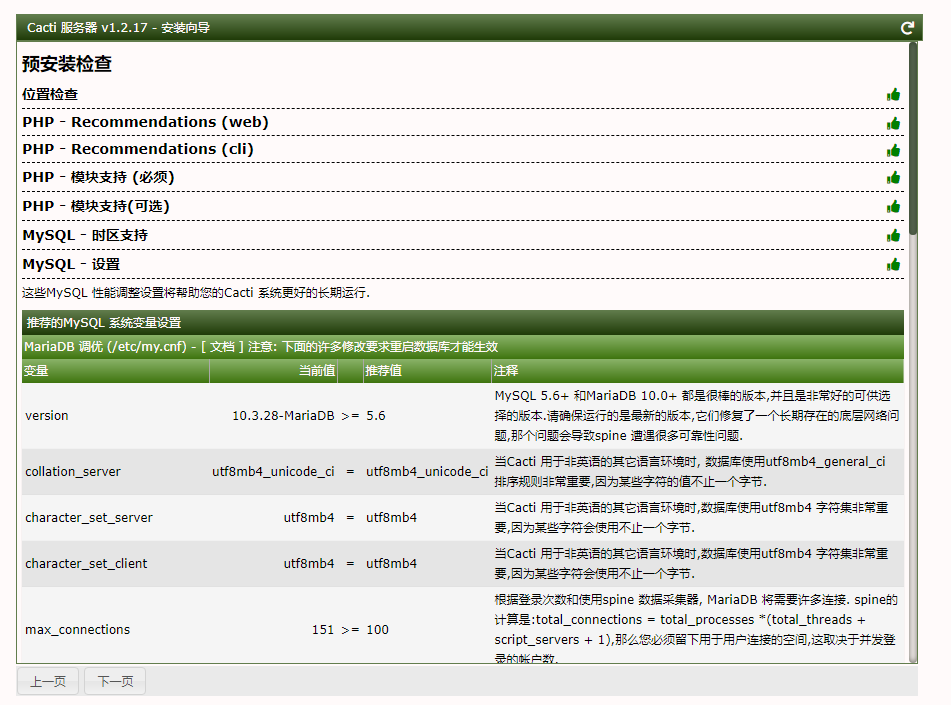 Cacti 服务器 v1.2.17 - 安装向导
预安装检查
位置检查
PHP - Recommendations (web)
PHP - Recommendations (cli)
PHP - 模块支持 (必须)
PHP - 模块支持(可选)
MySQL - 时区支持
MySQL - 设置
这些MySQL 性能调整设置将帮助您的Cacti 系统更好的长期运行.
推荐的MySQL 系统变量设置
MariaDB 调优 (/etc/my.cnf) - [ 文档 ] 注意: 下面的许多修改要求重启数据库才能生效
变量 当前值 推荐值 注释
version 10.3.28-MariaDB >= 5.6 MySQL 5.6+ 和MariaDB 10.0+ 都是很棒的版本,并且是非常好的可供选
择的版本.请确保运行的是最新的版本,它们修复了一个长期存在的底层网络问
题,那个问题会导致spine 遭遇很多可靠性问题.
collation_server utf8mb4_unicode_ci = utf8mb4_unicode_ci 当Cacti 用于非英语的其它语言环境时, 数据库使用utf8mb4_general_ci
排序规则非常重要,因为某些字符的值不止一个字节.
character_set_server utf8mb4 = utf8mb4 当Cacti 用于非英语的其它语言环境时,数据库使用utf8mb4 字符集非常重
要,因为某些字符会使用不止一个字节.
character_set_client utf8mb4 = utf8mb4 当Cacti 用于非英语的其它语言环境时,数据库使用utf8mb4 字符集非常重
要,因为某些字符会使用不止一个字节.
max_connections 151 >= 100 根据登录次数和使用spine 数据采集器, MariaDB 将需要许多连接. spine的
计算是:total_connections = total_processes *(total_threads +
script_servers + 1),那么您必须留下用于用户连接的空间,这取决于并发登
录的帐户数.
上一页 下一页